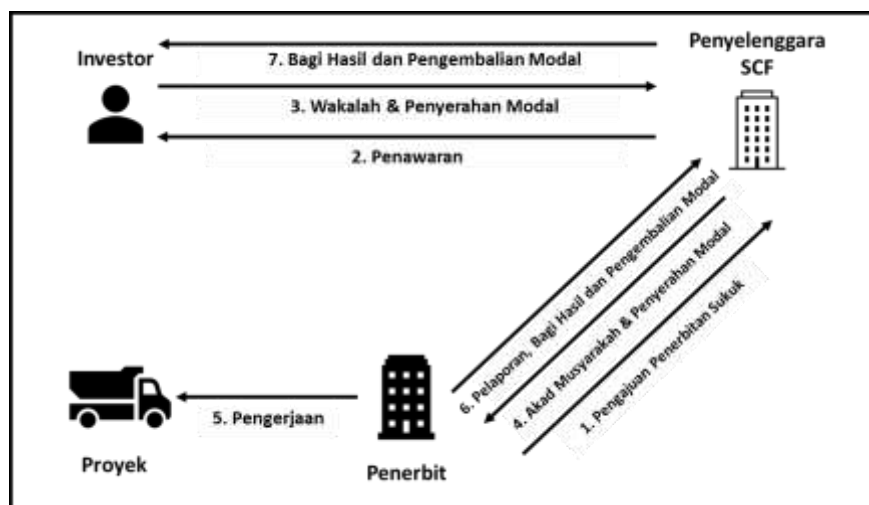 Investor
Penyelenggara
SCF
7. Bagi Hasil dan Pengembalian Modal
3. Wakalah & Penyerahan Modal
2. Penawaran
6. Pelaporan, Bagi Hasil dan Pengembalian Modal
4. Akad Musyarakah & Penyerahan Modal
1. Pengajuan Penerbitan Sukuk
5. Pengerjaan
Proyek
Penerbit